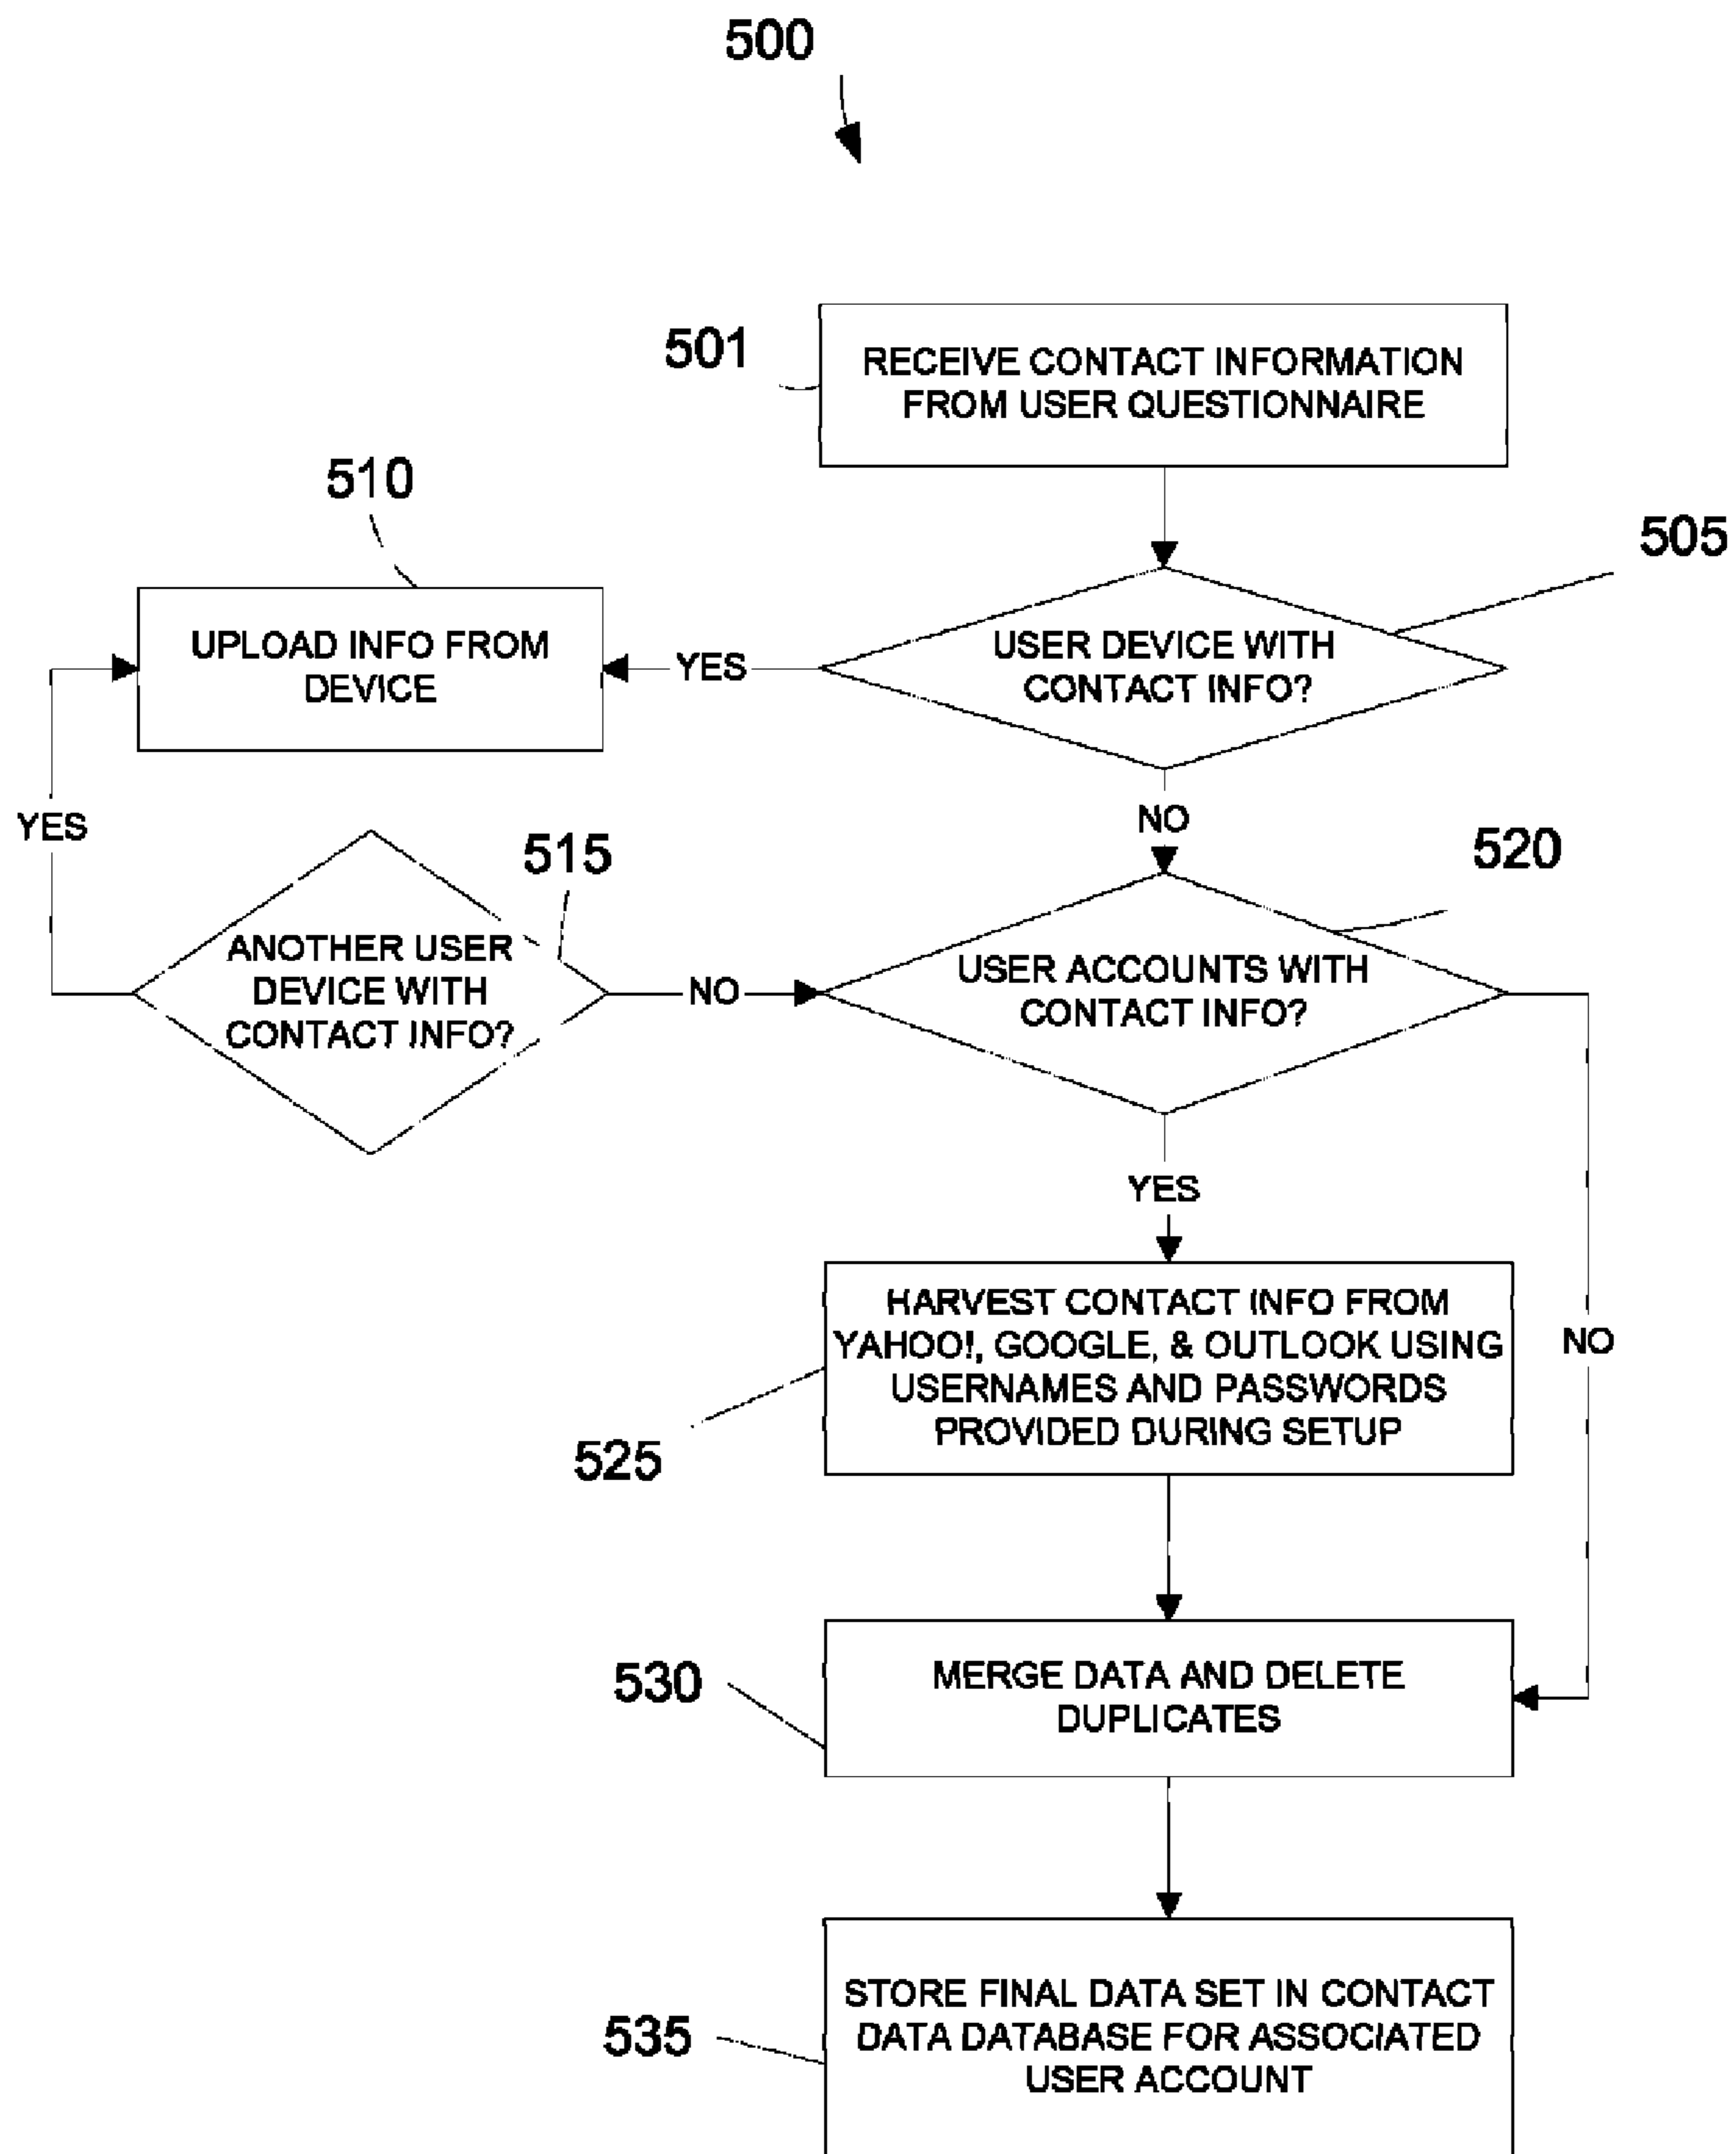 500
501
RECEIVE CONTACT INFORMATION
FROM USER QUESTIONNAIRE
510
505
UPLOAD INFO FROM
DEVICE
YES
USER DEVICE WITH
CONTACT INFO?
YES
NO
515
520
ANOTHER USER
DEVICE WITH
CONTACT INFO?
NO
USER ACCOUNTS WITH
CONTACT INFO?
YES
HARVEST CONTACT INFO FROM
YAHOO!, GOOGLE, & OUTLOOK USING
USERNAMES AND PASSWORDS
PROVIDED DURING SETUP
NO
525
530
MERGE DATA AND DELETE
DUPLICATES
535
STORE FINAL DATA SET IN CONTACT
DATA DATABASE FOR ASSOCIATED
USER ACCOUNT